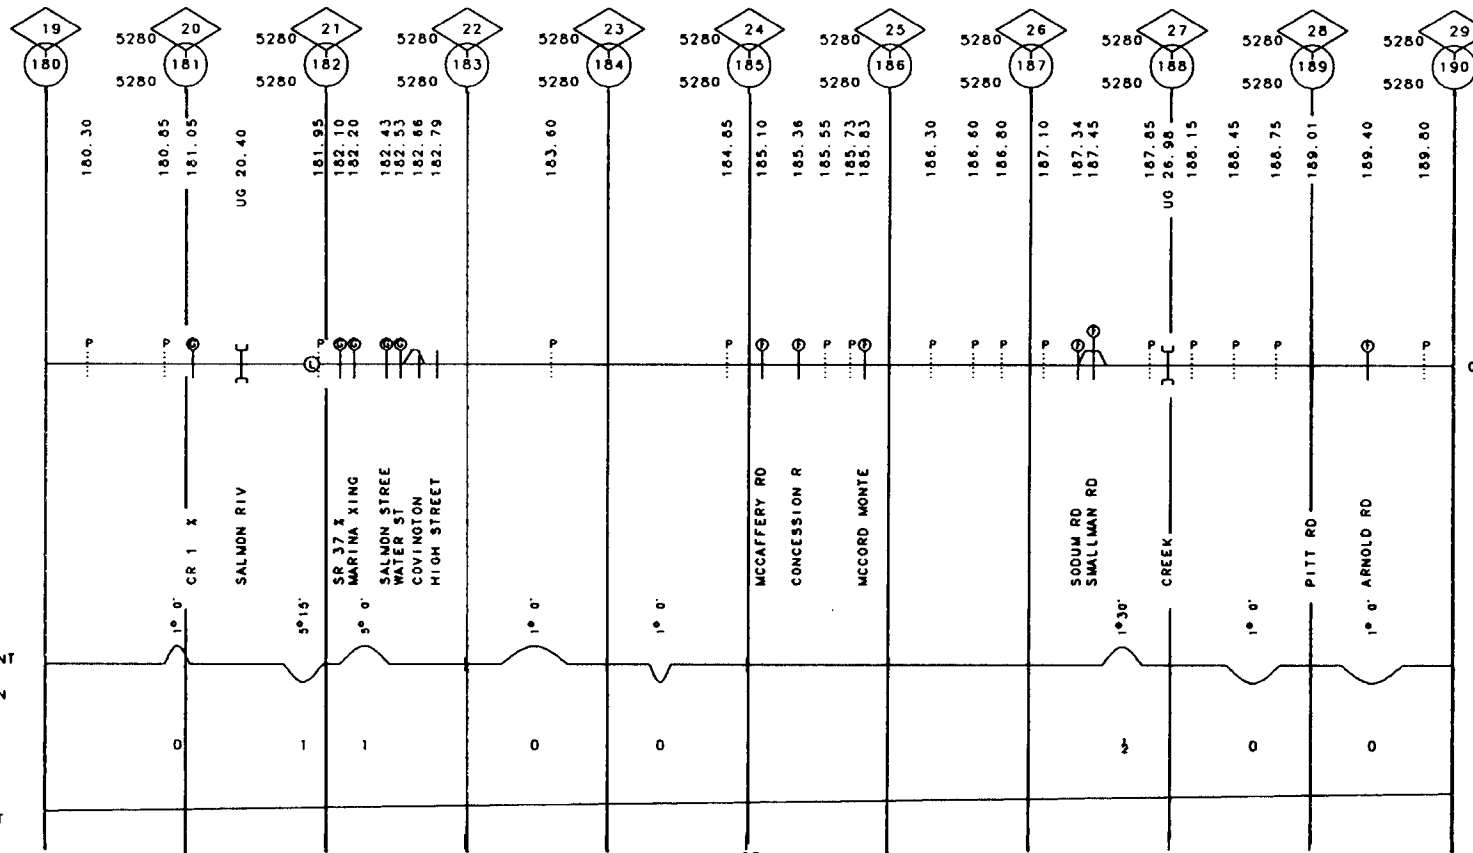 19 20 21 22 23 24 25 26 27 28 29
5280 5280 5280 5280 5280 5280 5280 5280 5280 5280
180 181 182 183 184 185 186 187 188 189 190
5280 5280 5280 5280 5280 5280 5280 5280 5280 5280
180.30
180.85
181.05
UG 20.40
181.95
182.10
182.20
182.43
182.53
182.66
182.79
183.60
184.85
185.10
185.36
185.55
185.73
185.83
186.30
186.60
186.80
187.10
187.34
187.45
187.85
UG 26.98
188.15
188.45
188.75
189.01
189.40
189.80
P P G L P G G G G P P F F P P F P P P P F F P P P P F P
CR 1 X
SALMON RIV
SR 37 X
MARINA XING
SALMON STREE
WATER ST
COVINGTON
HIGH STREET
MCCAFFERY RD
CONCESSION R
MCCORD MONTE
SODUM RD
SMALLMAN RD
CREEK
PITT RD
ARNOLD RD
1° 0' 5°15' 5° 0' 1° 0' 1° 0' 1°30' 1° 0' 1° 0'
NT
N
0 1 1 0 0 ½ 0 0
T